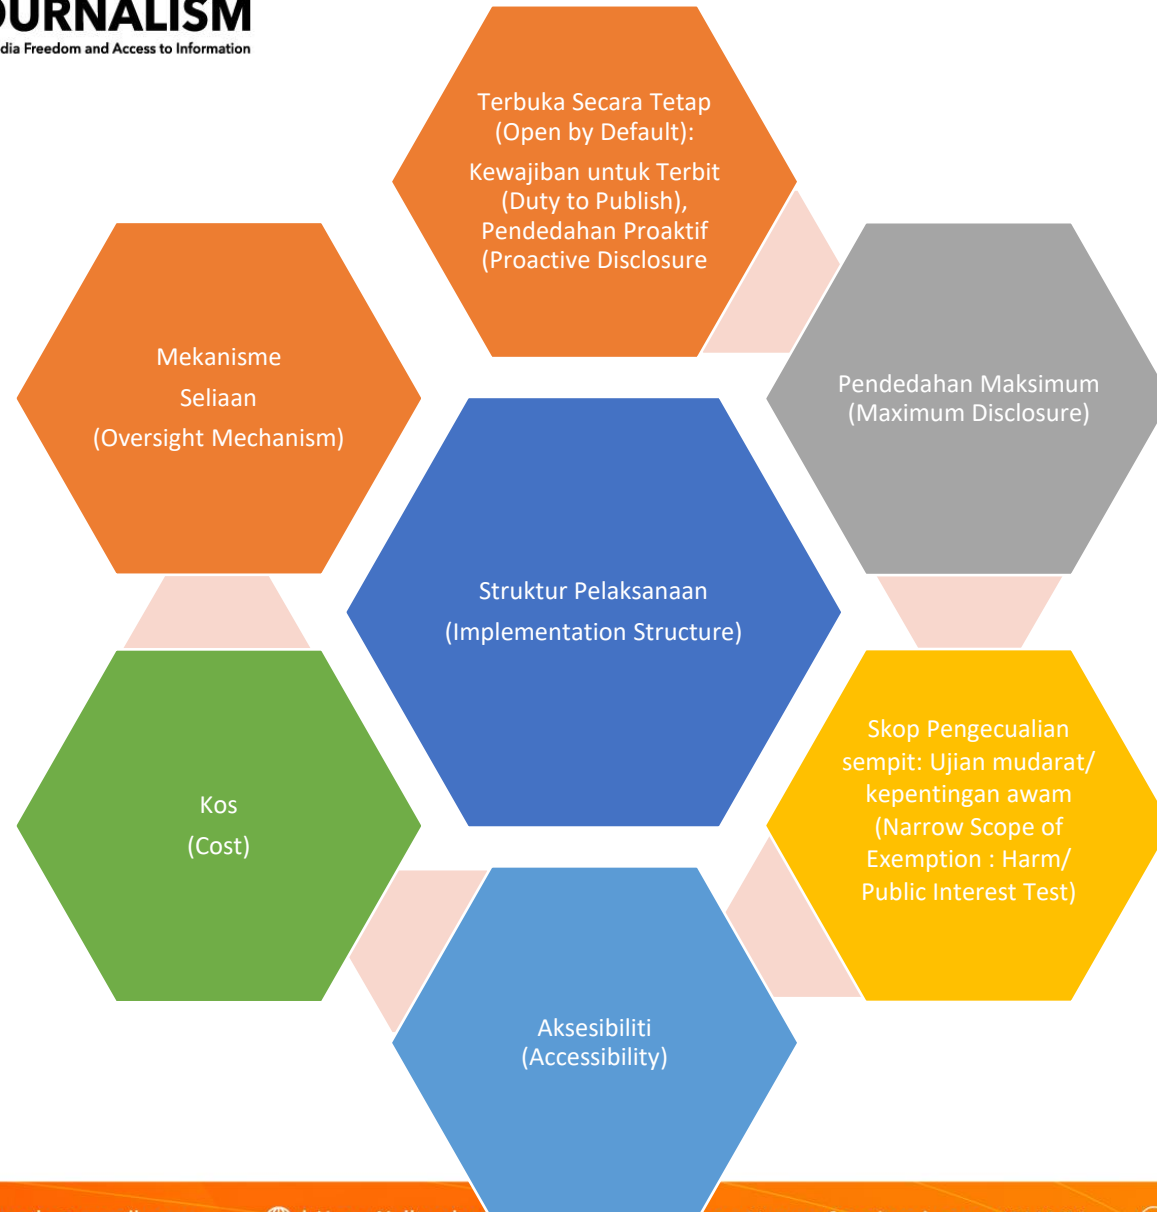 JOURNALISM
dia Freedom and Access to Information
Terbuka Secara Tetap
(Open by Default):
Kewajiban untuk Terbit
(Duty to Publish),
Pendedahan Proaktif
(Proactive Disclosure
Mekanisme
Seliaan
(Oversight Mechanism)
Pendedahan Maksimum
(Maximum Disclosure)
Struktur Pelaksanaan
(Implementation Structure)
Skop Pengecualian
sempit: Ujian mudarat/
kepentingan awam
(Narrow Scope of
Exemption : Harm/
Public Interest Test)
Kos
(Cost)
Aksesibiliti
(Accessibility)